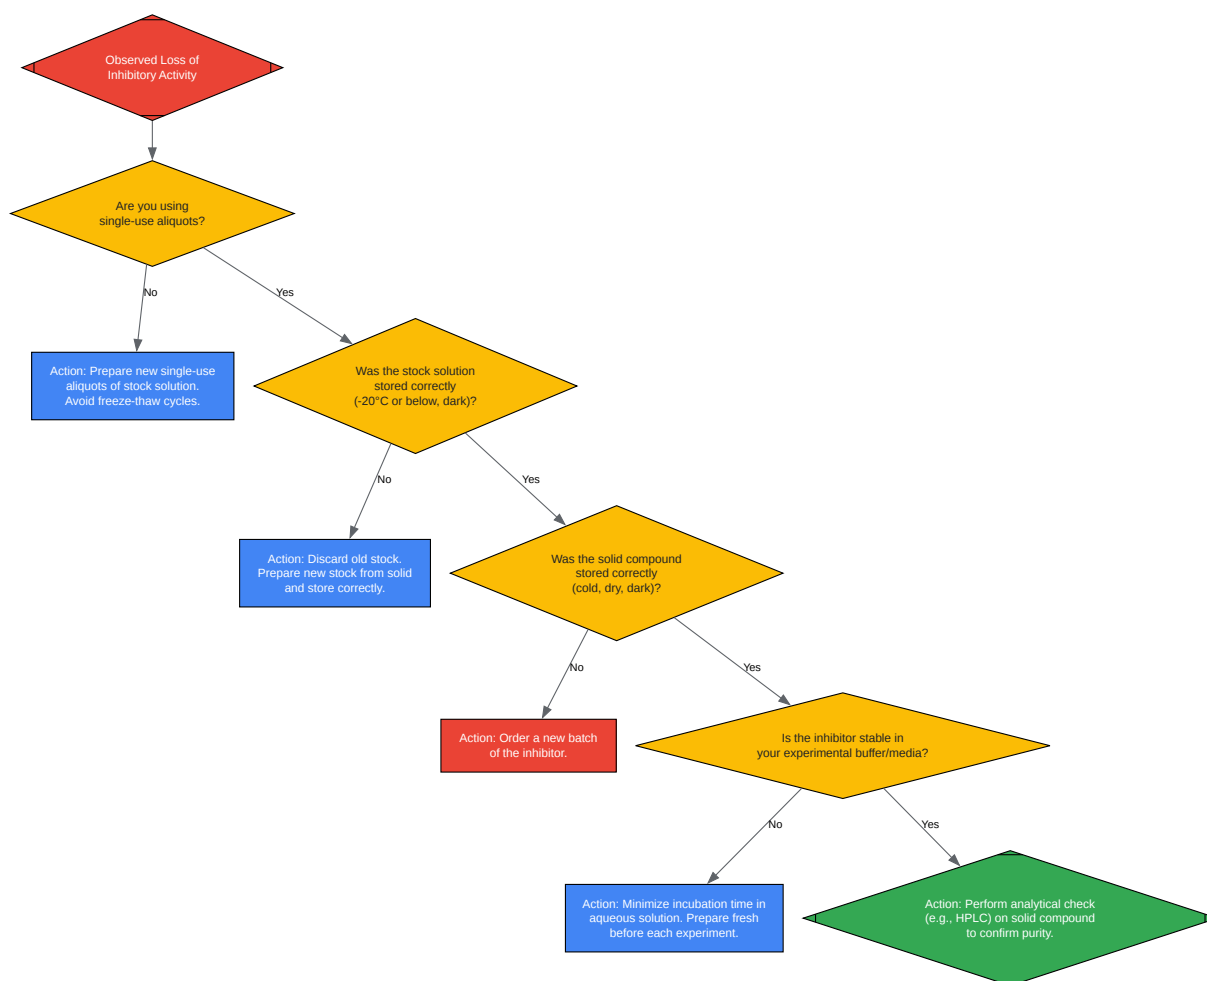 Observed Loss of
Inhibitory Activity
Are you using
single-use aliquots?
No
Yes
Action: Prepare new single-use
aliquots of stock solution.
Avoid freeze-thaw cycles.
Was the stock solution
stored correctly
(-20°C or below, dark)?
No
Yes
Action: Discard old stock.
Prepare new stock from solid
and store correctly.
Was the solid compound
stored correctly
(cold, dry, dark)?
No
Yes
Action: Order a new batch
of the inhibitor.
Is the inhibitor stable in
your experimental buffer/media?
No
Yes
Action: Minimize incubation time in
aqueous solution. Prepare fresh
before each experiment.
Action: Perform analytical check
(e.g., HPLC) on solid compound
to confirm purity.